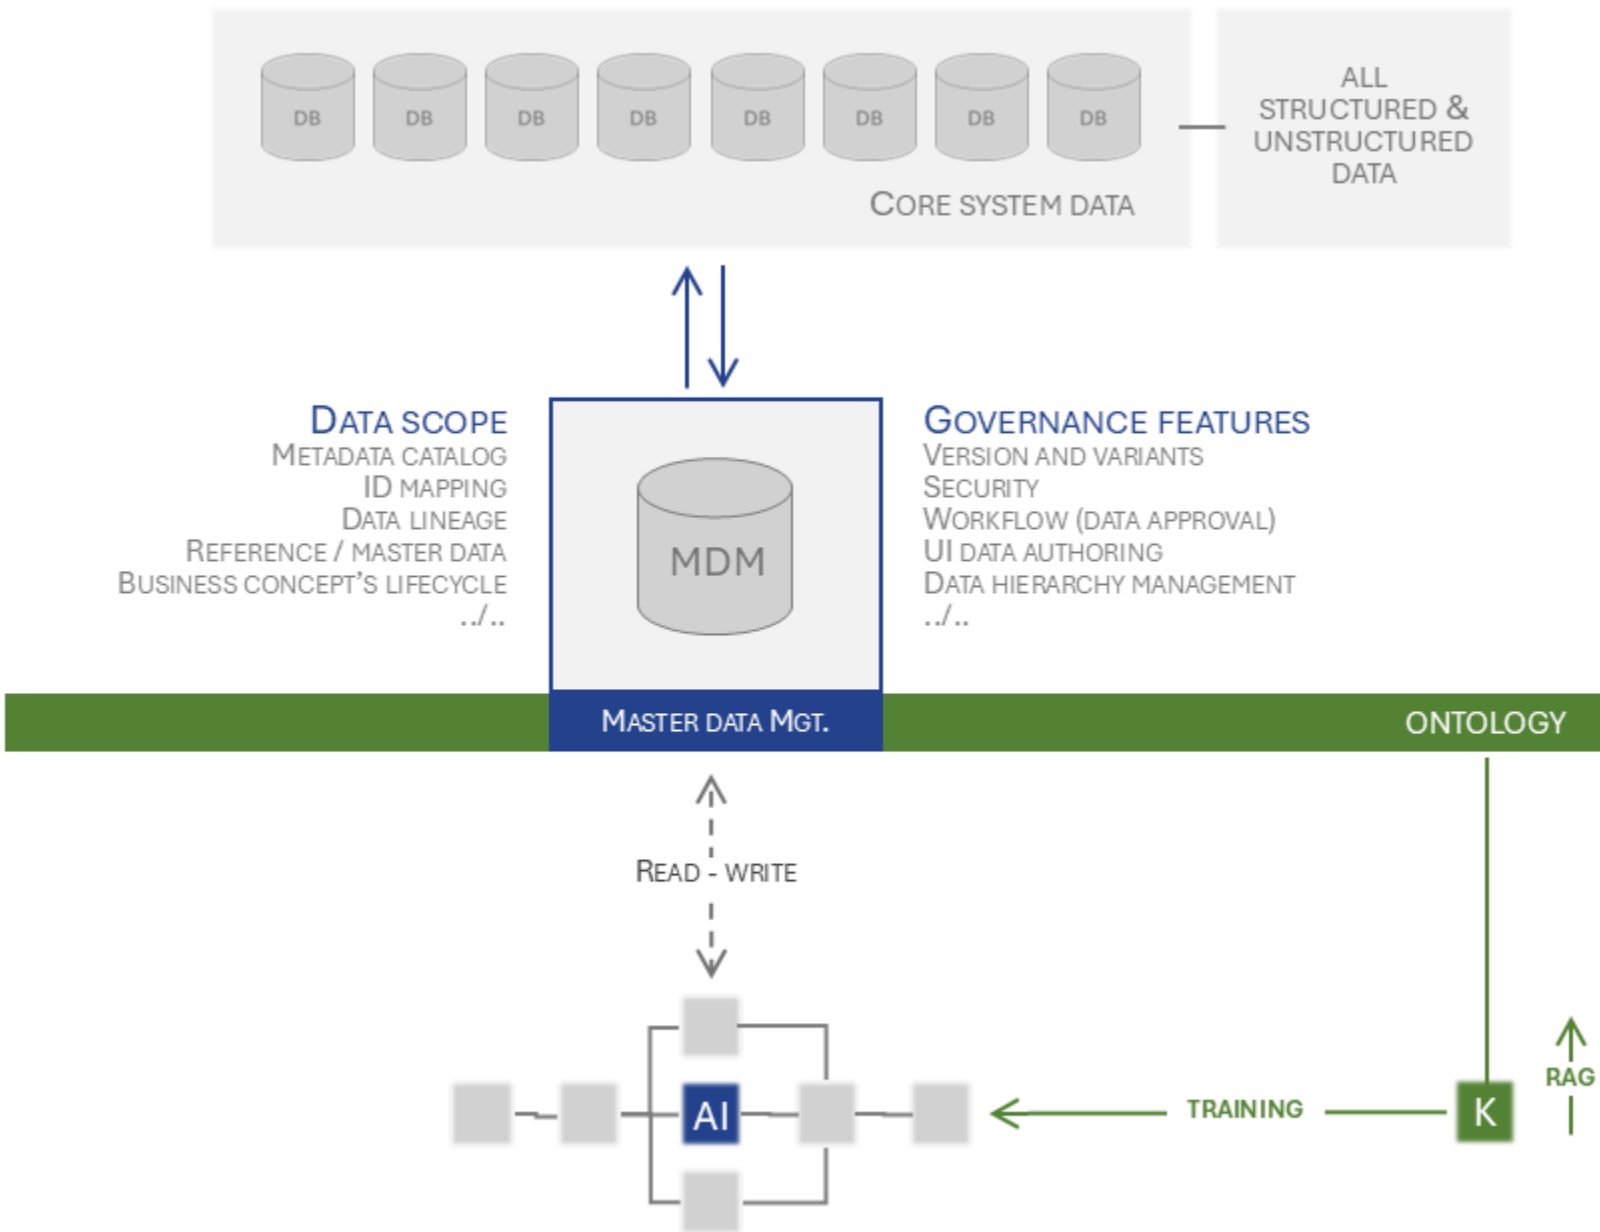 DB DB DB DB DB DB DB DB
CORE SYSTEM DATA
ALL
STRUCTURED &
UNSTRUCTURED
DATA
DATA SCOPE
METADATA CATALOG
ID MAPPING
DATA LINEAGE
REFERENCE / MASTER DATA
BUSINESS CONCEPT'S LIFECYCLE
../..
MDM
GOVERNANCE FEATURES
VERSION AND VARIANTS
SECURITY
WORKFLOW (DATA APPROVAL)
UI DATA AUTHORING
DATA HIERARCHY MANAGEMENT
../..
MASTER DATA MGT.
ONTOLOGY
READ - WRITE
AI
TRAINING
K
RAG